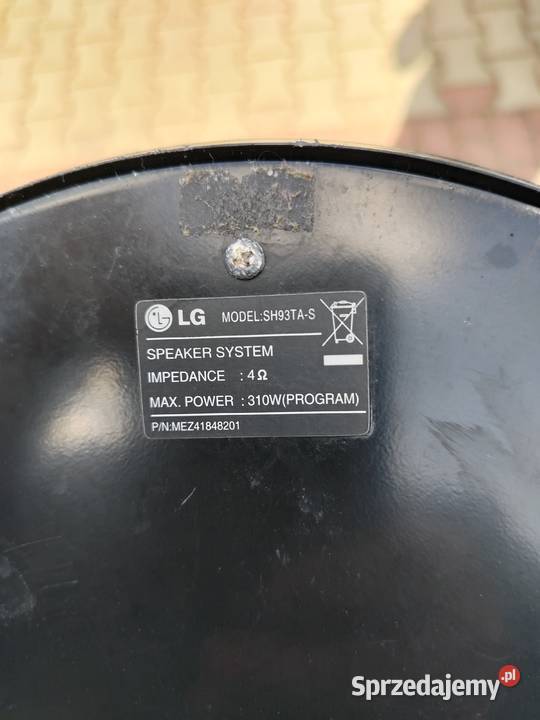 LG MODEL:SH93TA-S
SPEAKER SYSTEM
IMPEDANCE : 4Ω
MAX. POWER : 310W(PROGRAM)
P/N:MEZ41848201
Sprzedajemy.pl